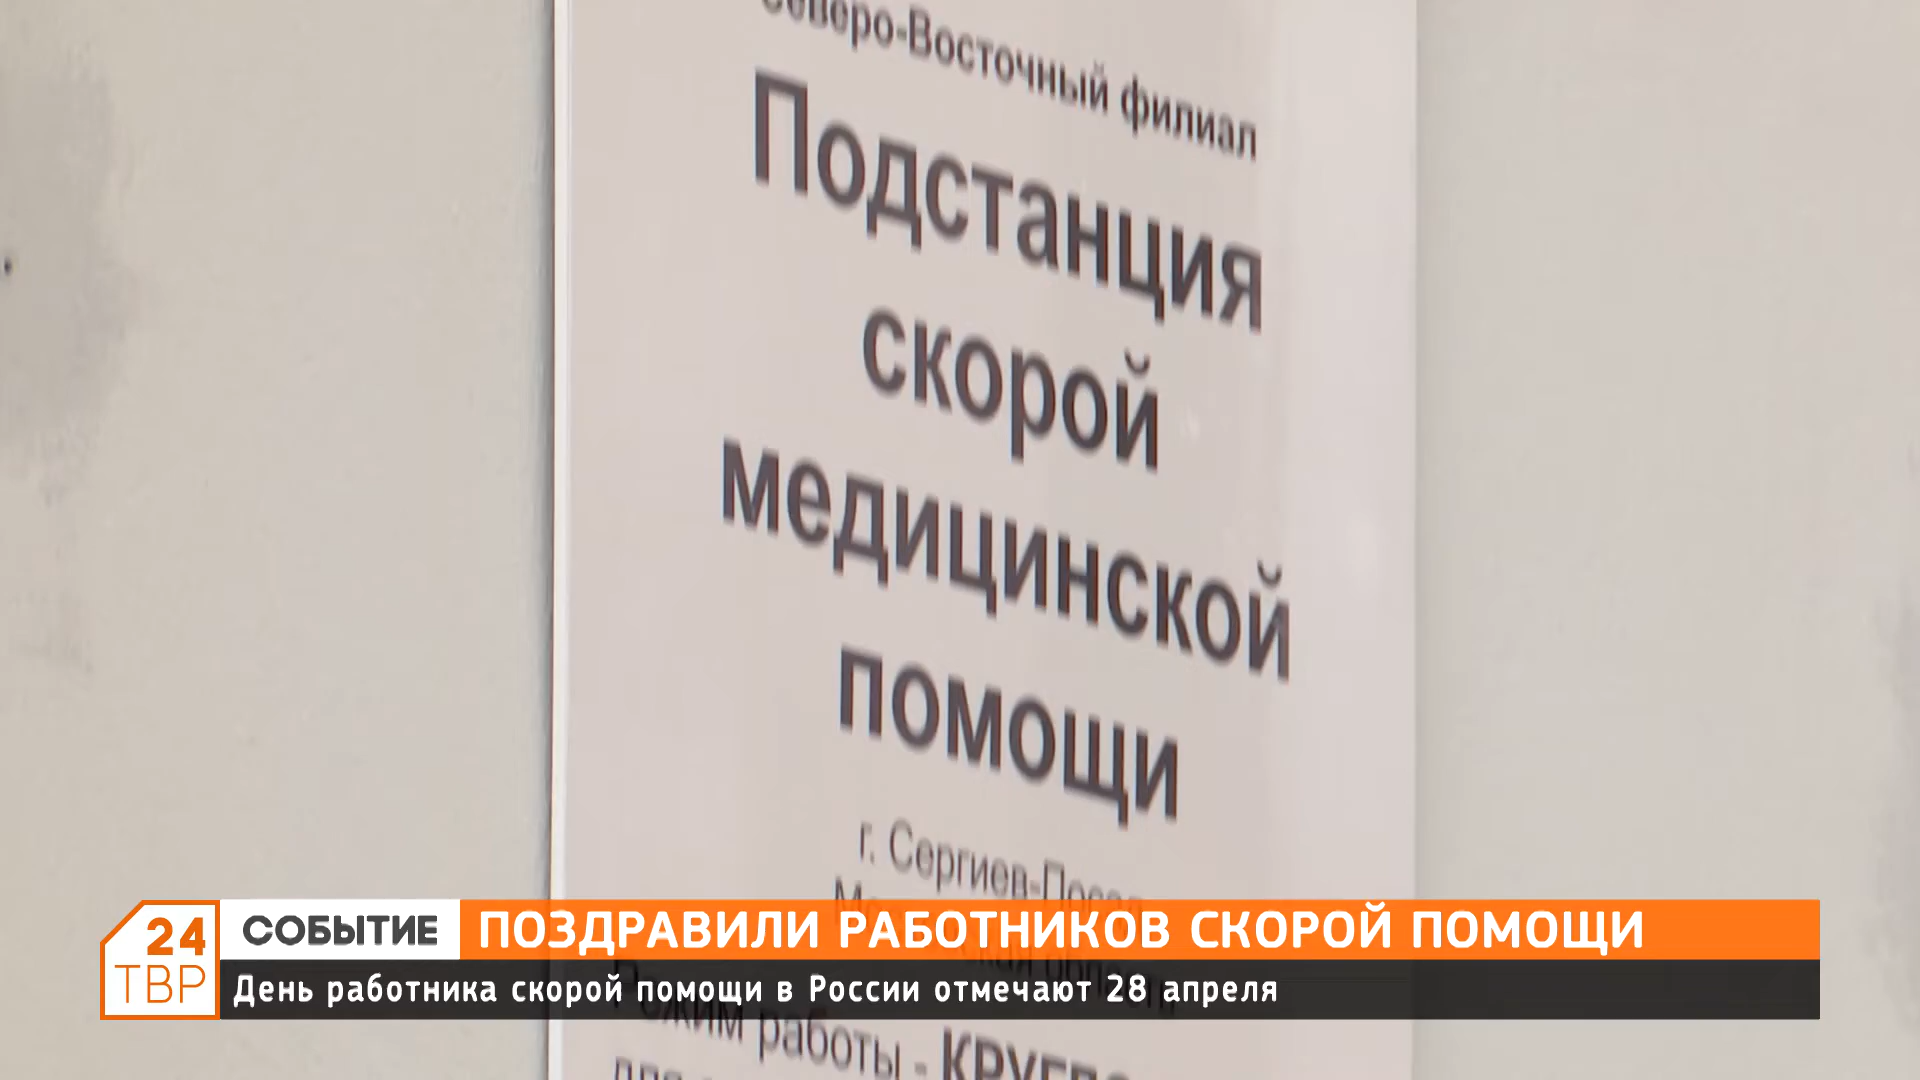 Северо-Восточный филиал
Подстанция
скорой
медицинской
помощи
г. Сергиев-Посад
24
ТВР
СОБЫТИЕ
ПОЗДРАВИЛИ РАБОТНИКОВ СКОРОЙ ПОМОЩИ
День работника скорой помощи в России отмечают 28 апреля
Режим работы -